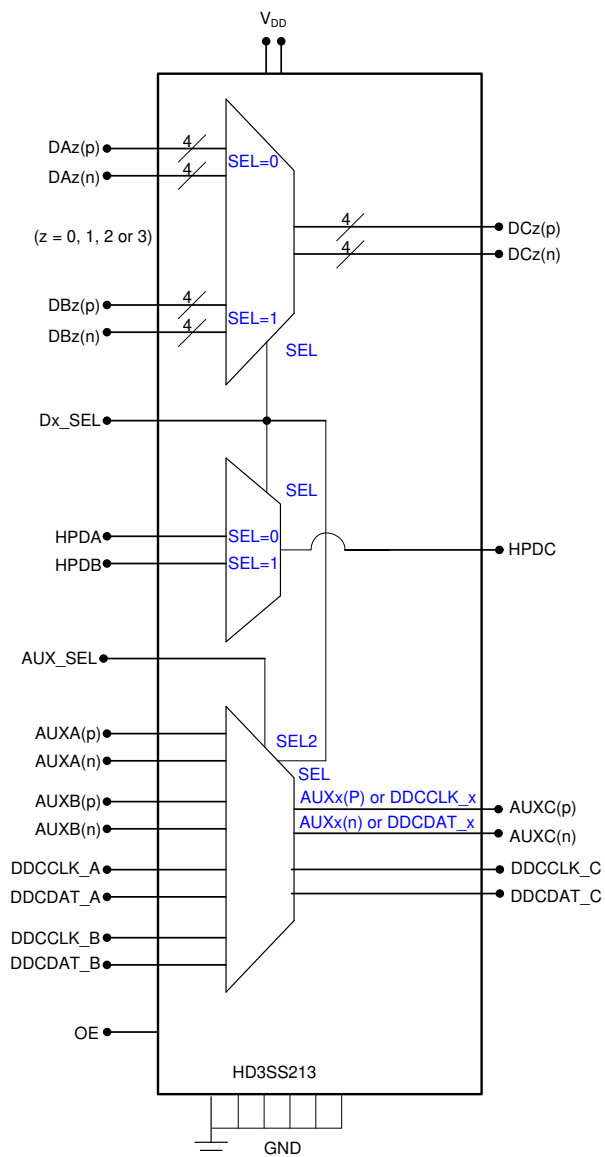 VDD
DAz(p)
4
SEL=0
DAz(n)
4
(z = 0, 1, 2 or 3)
4
DCz(p)
4
DCz(n)
DBz(p)
4
SEL=1
DBz(n)
4
SEL
Dx_SEL
SEL
HPDA
SEL=0
HPDC
HPDB
SEL=1
AUX_SEL
AUXA(p)
SEL2
AUXA(n)
SEL
AUXB(p)
AUXx(P) or DDCCLK_x
AUXC(p)
AUXB(n)
AUXx(n) or DDCDAT_x
AUXC(n)
DDCCLK_A
DDCCLK_C
DDCDAT_A
DDCDAT_C
DDCCLK_B
DDCDAT_B
OE
HD3SS213
GND